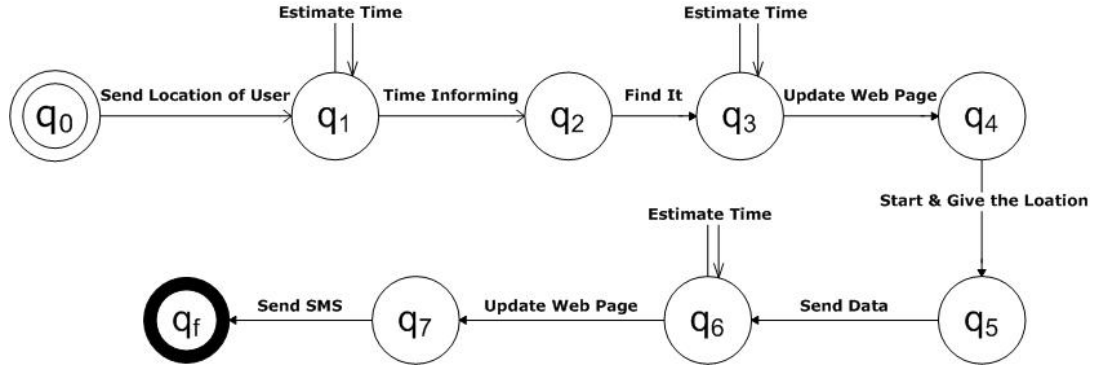 Estimate Time
Estimate Time
Send Location of User
Time Informing
Find It
Update Web Page
q0
q1
q2
q3
q4
Start & Give the Loation
Estimate Time
Send SMS
Update Web Page
Send Data
qf
q7
q6
q5